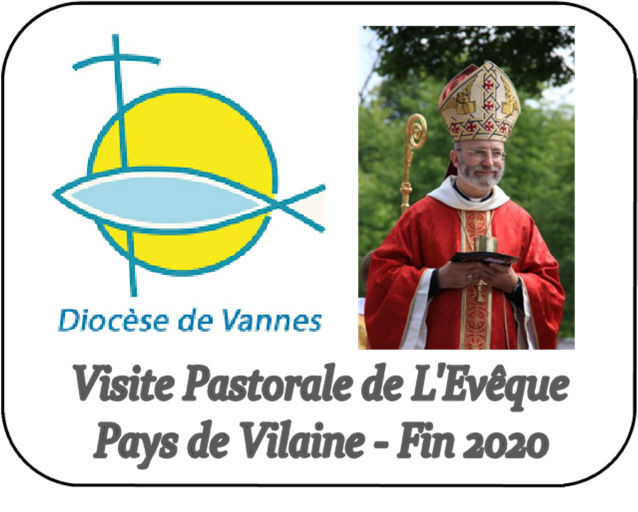 Diocèse de Vannes
Visite Pastorale de L'Evêque
Pays de Vilaine - Fin 2020